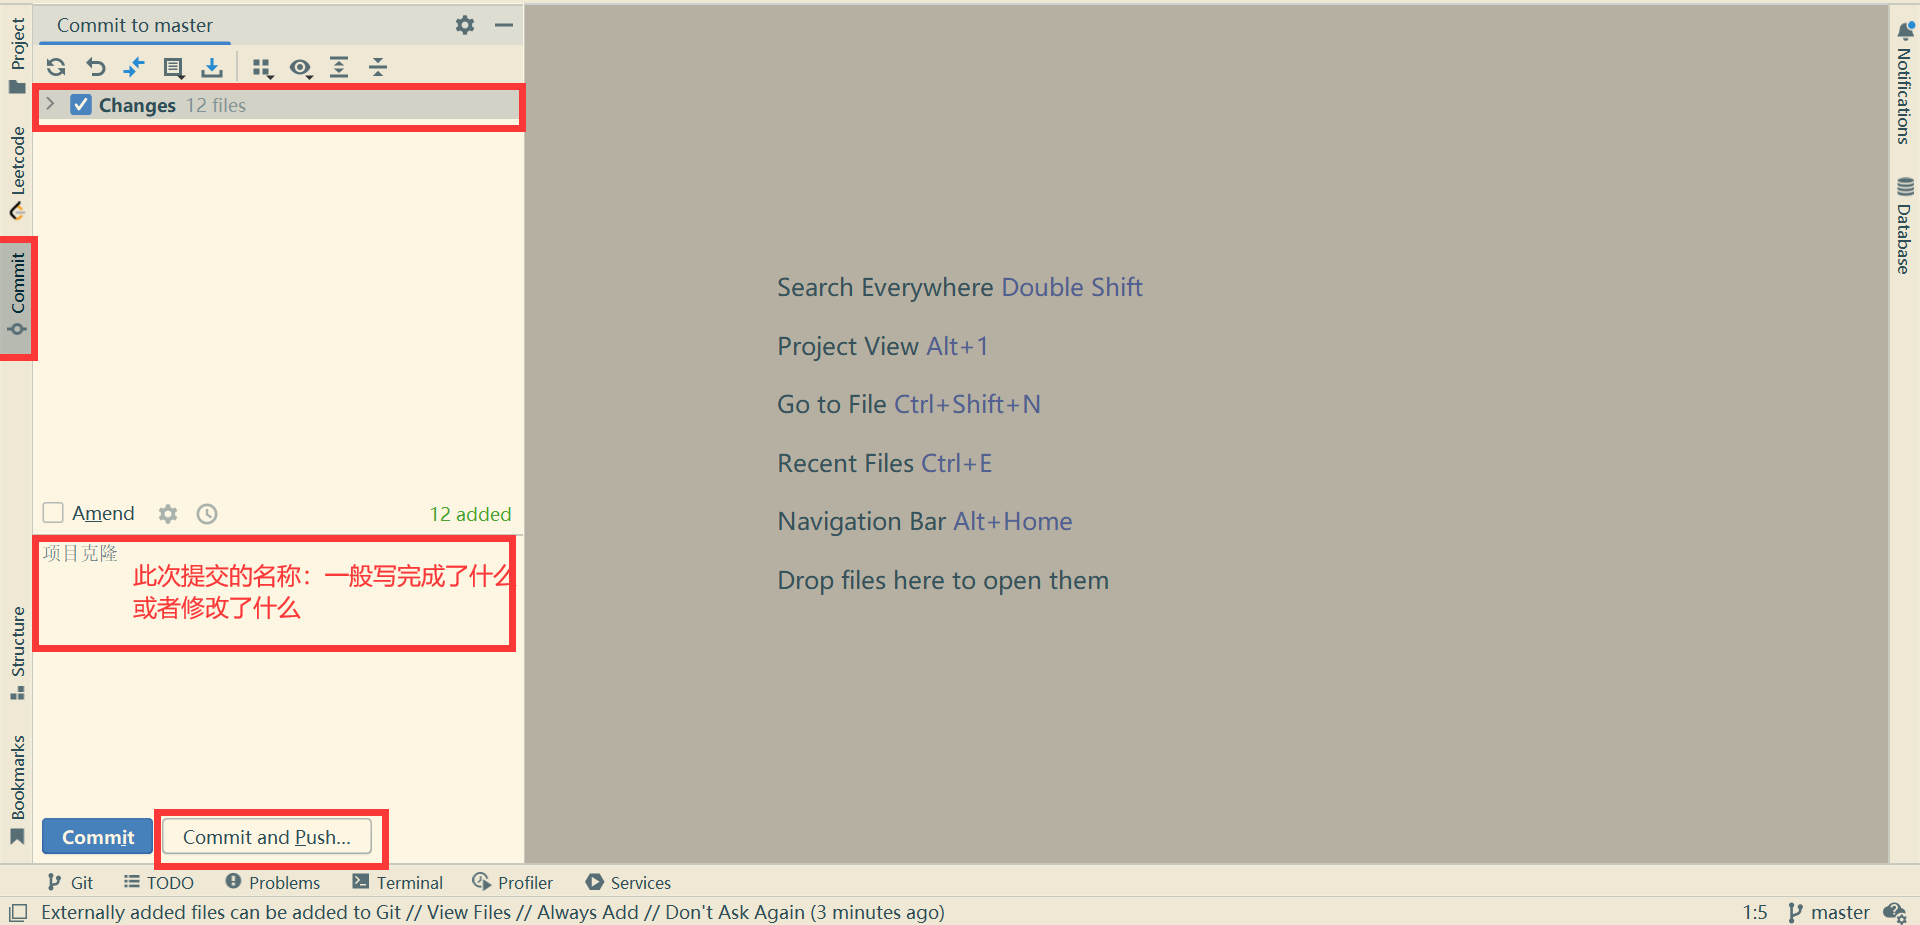 Commit to master
Project
Leetcode
Commit
Structure
Bookmarks
Changes 12 files
Amend
12 added
项目克隆
此次提交的名称：一般写完成了什么
或者修改了什么
Commit
Commit and Push...
Search Everywhere Double Shift
Project View Alt+1
Go to File Ctrl+Shift+N
Recent Files Ctrl+E
Navigation Bar Alt+Home
Drop files here to open them
Notifications
Database
Git
TODO
Problems
Terminal
Profiler
Services
Externally added files can be added to Git // View Files // Always Add // Don't Ask Again (3 minutes ago)
1:5
master